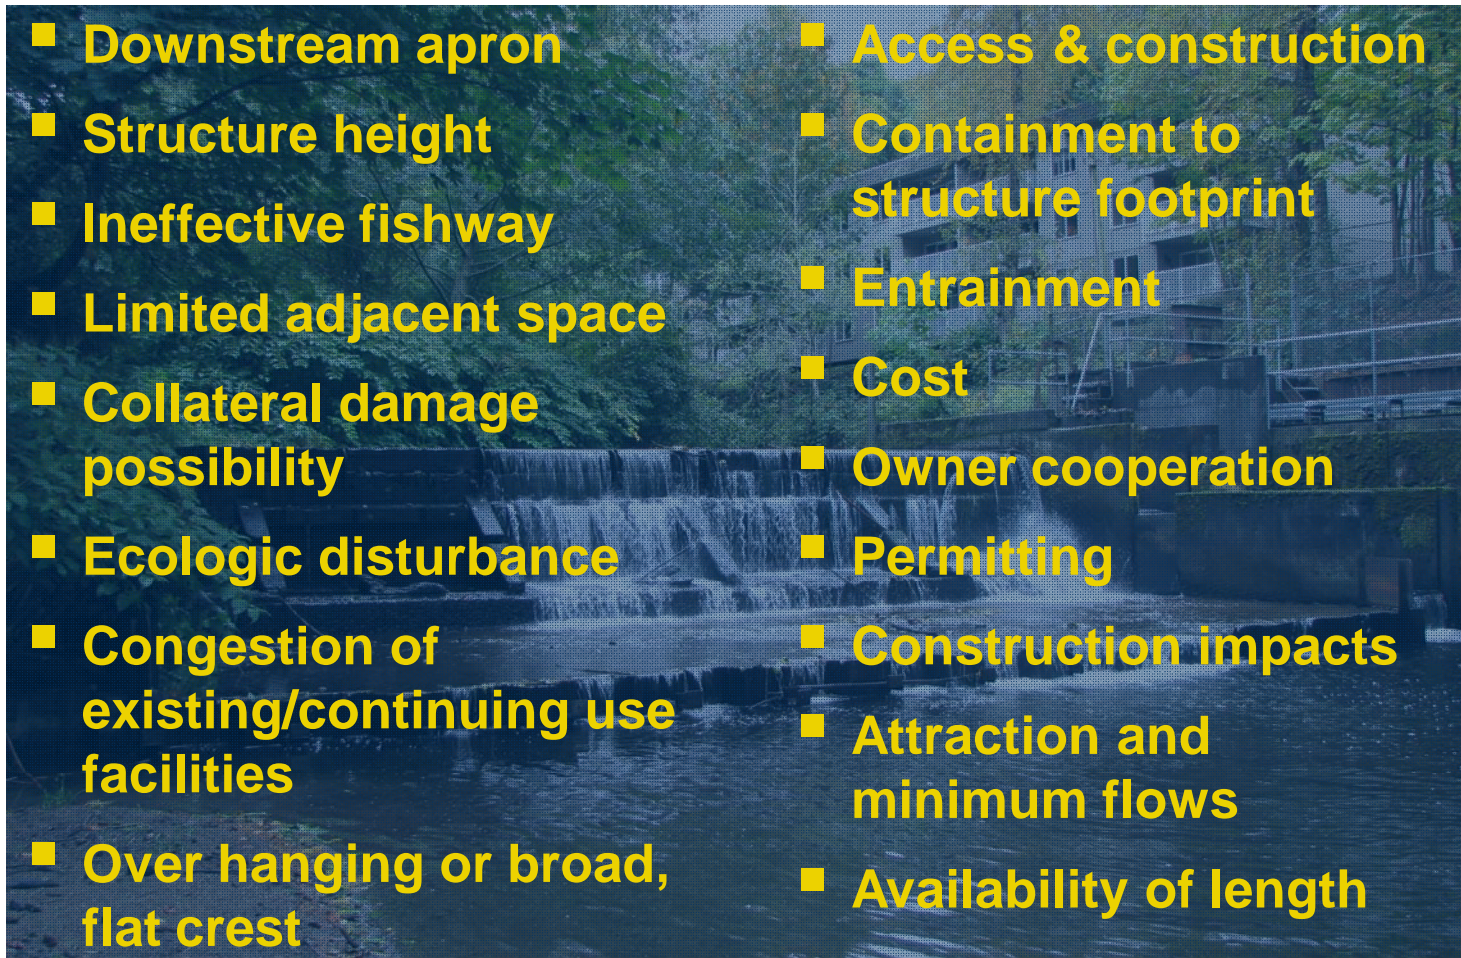 Downstream apron
Structure height
Ineffective fishway
Limited adjacent space
Collateral damage
possibility
Ecologic disturbance
Congestion of
existing/continuing use
facilities
Over hanging or broad,
flat crest
Access & construction
Containment to
structure footprint
Entrainment
Cost
Owner cooperation
Permitting
Construction impacts
Attraction and
minimum flows
Availability of length